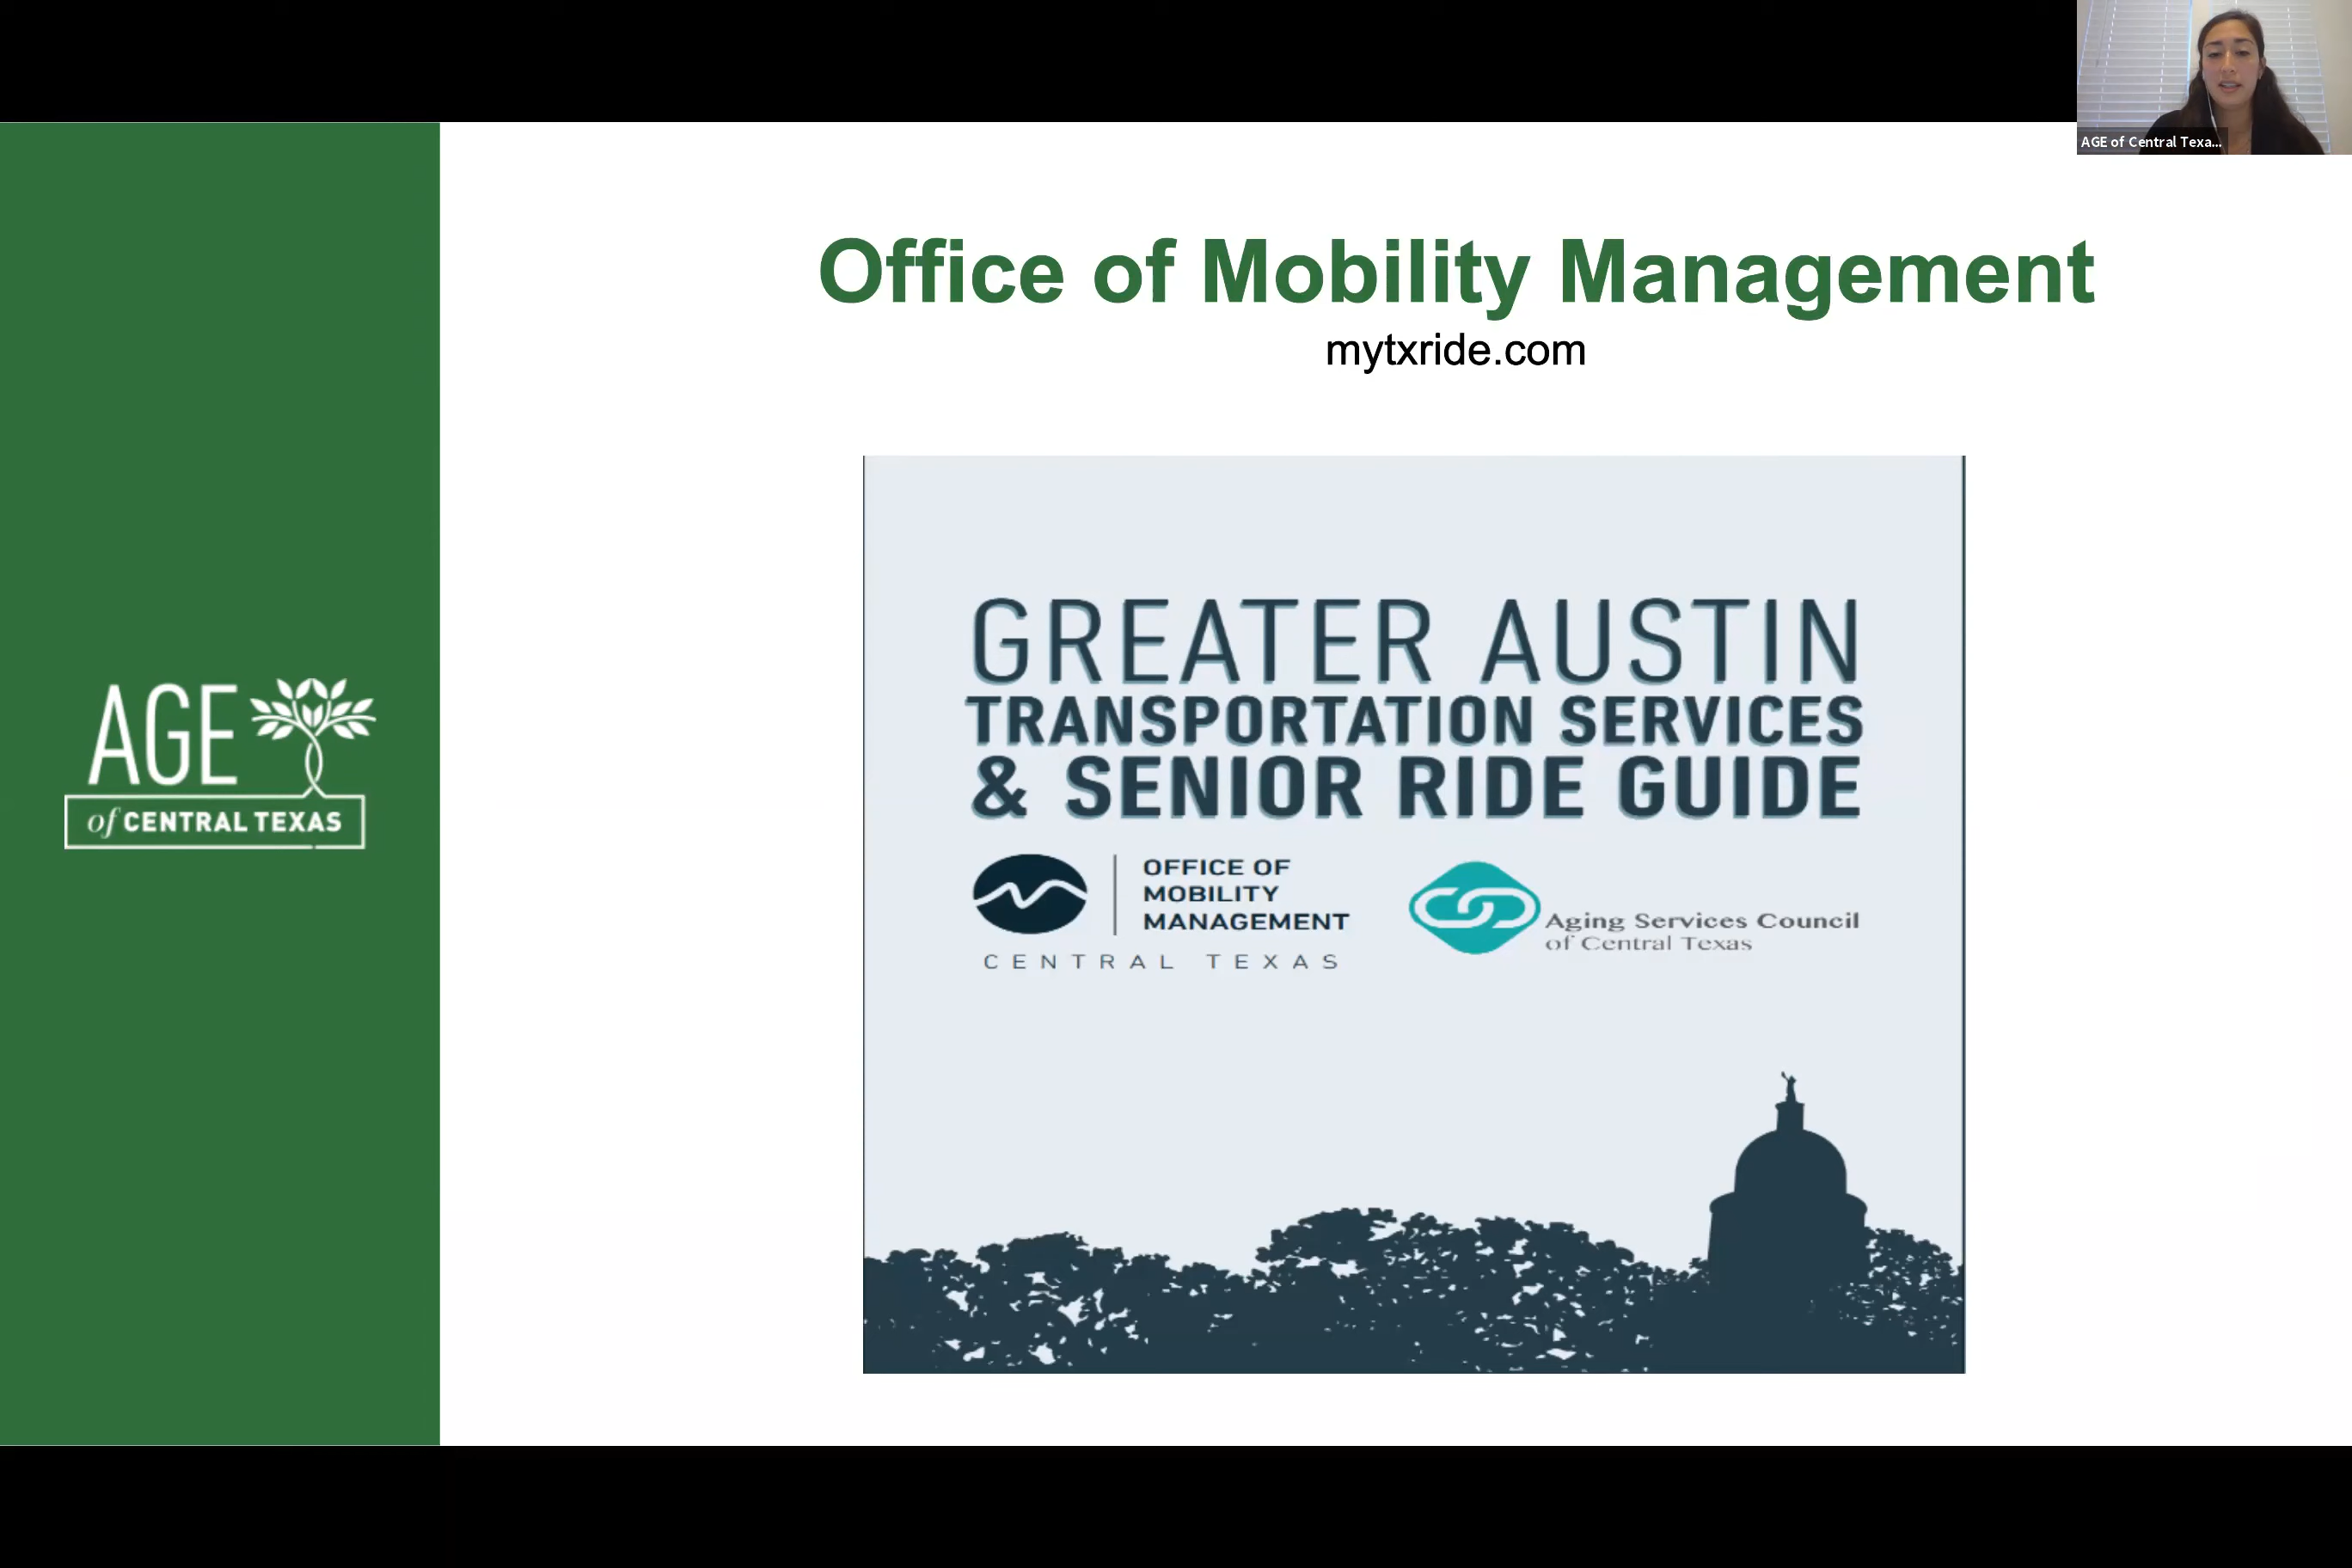 AGE of Central Texa...
Office of Mobility Management
mytxride.com
AGE
of CENTRAL TEXAS
GREATER AUSTIN
TRANSPORTATION SERVICES
& SENIOR RIDE GUIDE
OFFICE OF
MOBILITY
MANAGEMENT
CENTRAL TEXAS
Aging Services Council
of Central Texas